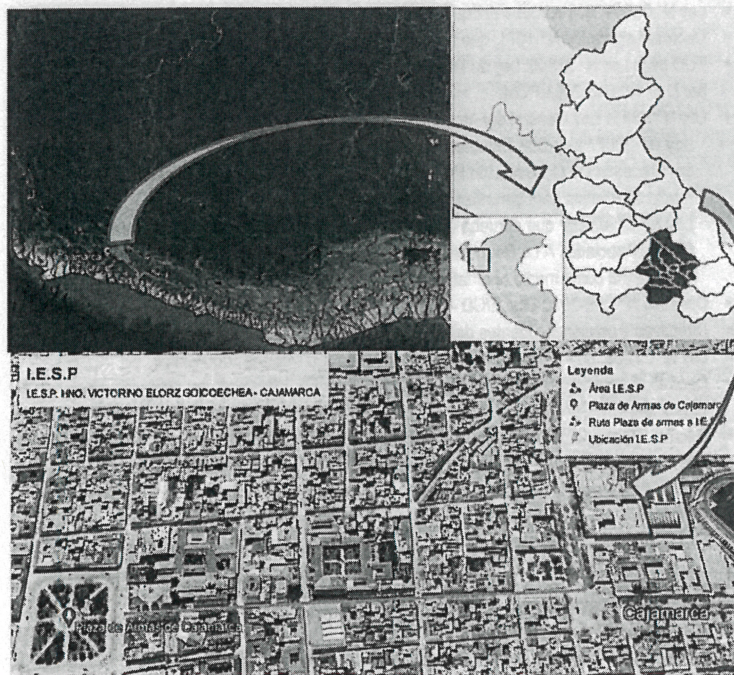 Cajamarca
I.E.S.P
I.E.S.P. HNO. VICTORINO ELORZ GOICOECHEA - CAJAMARCA
Leyenda
Área I.E.S.P
Plaza de Armas de Cajamarc
Ruta Plaza de armas a I.E.S.P
Ubicación I.E.S.P
Plaza de Armas de Cajamarca
Cajamarca